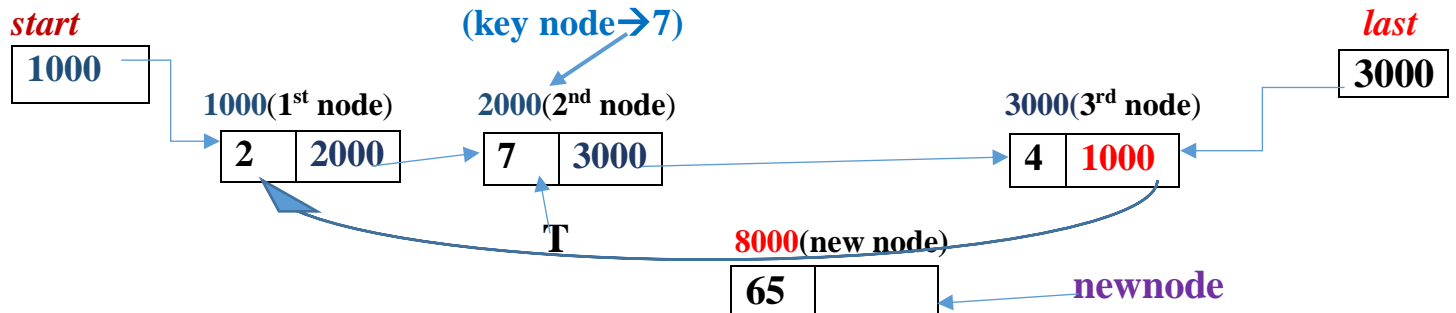 start (key node→7) last
1000 3000
1000(1st node) 2000(2nd node) 3000(3rd node)
2 2000 7 3000 4 1000
T 8000(new node)
65 newnode